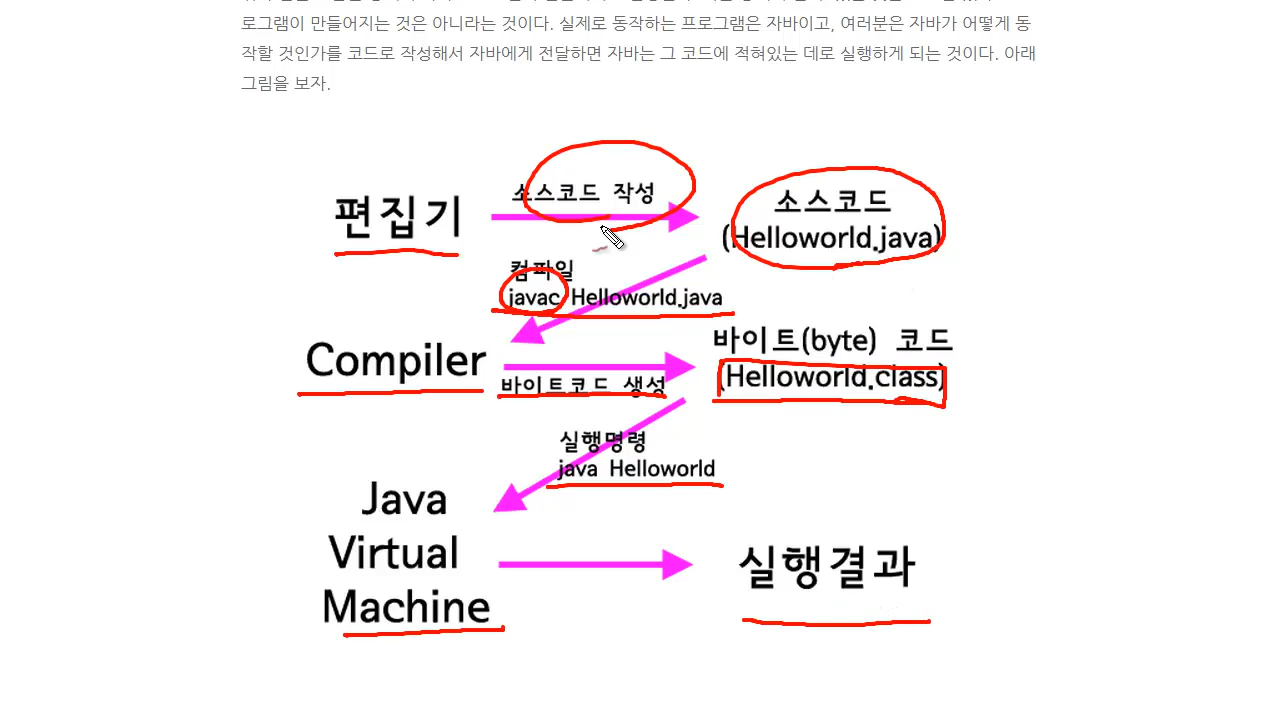 로그램이 만들어지는 것은 아니라는 것이다. 실제로 동작하는 프로그램은 자바이고, 여러분은 자바가 어떻게 동
작할 것인가를 코드로 작성해서 자바에게 전달하면 자바는 그 코드에 적혀있는 데로 실행하게 되는 것이다. 아래
그림을 보자.
편집기
소스코드 작성
소스코드
(Helloworld.java)
컴파일
javac Helloworld.java
Compiler
바이트코드 생성
바이트(byte) 코드
(Helloworld.class)
실행명령
java Helloworld
Java
Virtual
Machine
실행결과